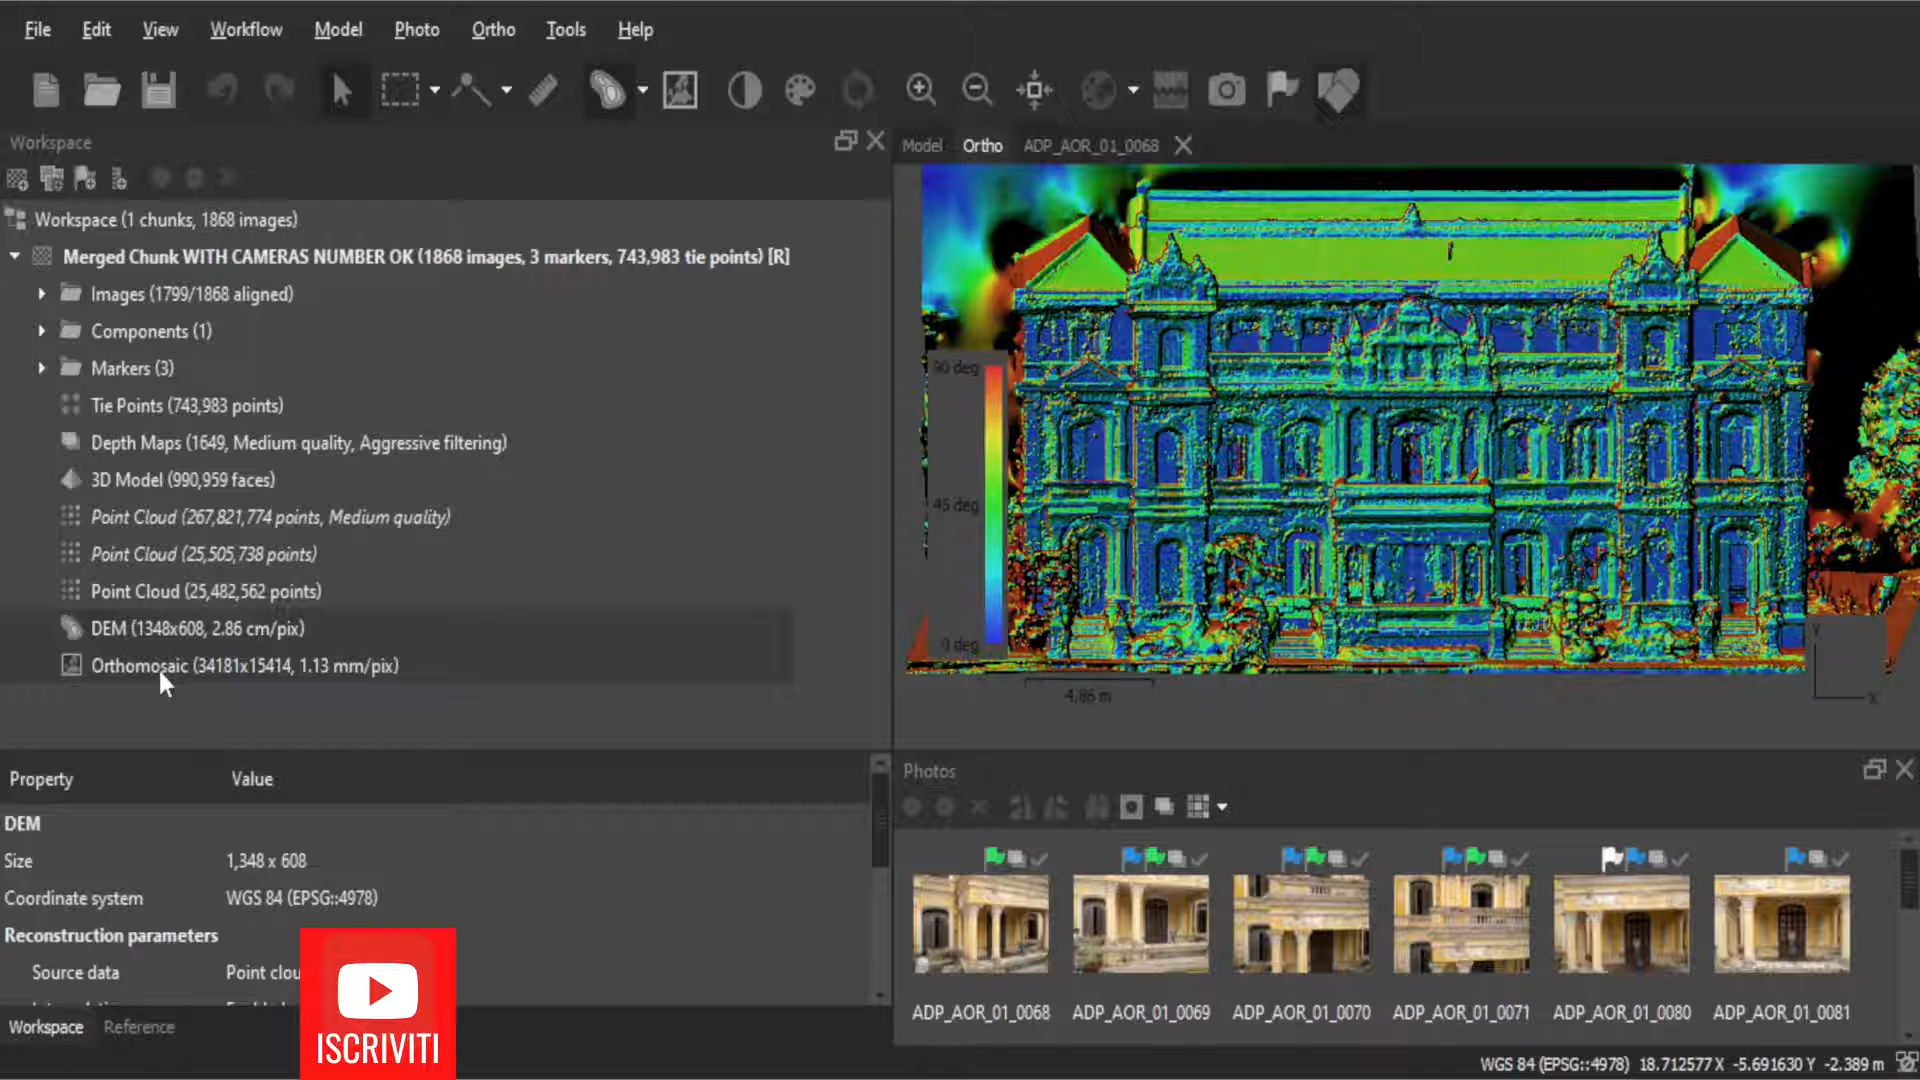 File Edit View Workflow Model Photo Ortho Tools Help
Workspace
Model Ortho ADP_AOR_01_0068
Workspace (1 chunks, 1868 images)
Merged Chunk WITH CAMERAS NUMBER OK (1868 images, 3 markers, 743,983 tie points) [R]
Images (1799/1868 aligned)
Components (1)
Markers (3)
Tie Points (743,983 points)
Depth Maps (1649, Medium quality, Aggressive filtering)
3D Model (990,959 faces)
Point Cloud (267,821,774 points, Medium quality)
Point Cloud (25,505,738 points)
Point Cloud (25,482,562 points)
DEM (1348x608, 2.86 cm/pix)
Orthomosaic (34181x15414, 1.13 mm/pix)
90 deg
45 deg
0 deg
4.86 m
Y
X
Property Value
DEM
Size 1,348 x 608
Coordinate system WGS 84 (EPSG::4978)
Reconstruction parameters
Source data Point clou
Workspace Reference
ISCRIVITI
Photos
ADP_AOR_01_0068 ADP_AOR_01_0069 ADP_AOR_01_0070 ADP_AOR_01_0071 ADP_AOR_01_0080 ADP_AOR_01_0081
WGS 84 (EPSG::4978) 18.712577 X -5.691630 Y -2.389 m